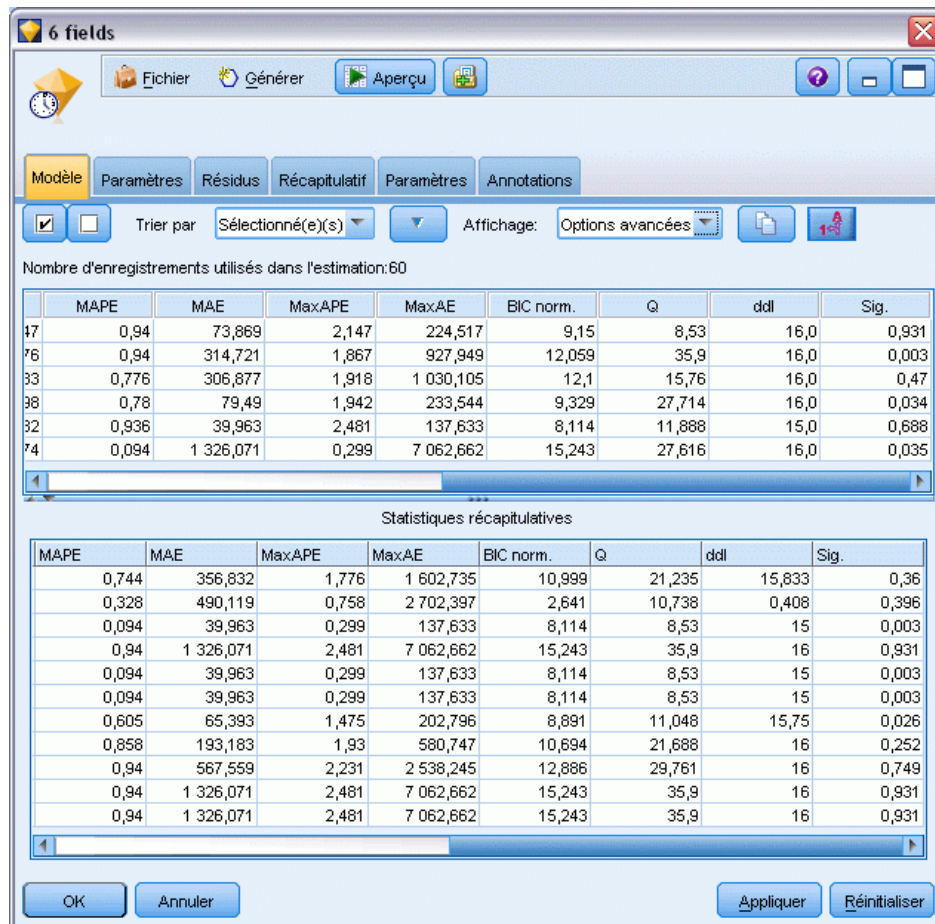 6 fields
Fichier Générer Aperçu
Modèle Paramètres Résidus Récapitulatif Paramètres Annotations
Trier par Sélectionné(e)(s) Affichage: Options avancées
Nombre d'enregistrements utilisés dans l'estimation:60
MAPE MAE MaxAPE MaxAE BIC norm. Q ddl Sig.
47 0,94 73,869 2,147 224,517 9,15 8,53 16,0 0,931
76 0,94 314,721 1,867 927,949 12,059 35,9 16,0 0,003
83 0,776 306,877 1,918 1 030,105 12,1 15,76 16,0 0,47
98 0,78 79,49 1,942 233,544 9,329 27,714 16,0 0,034
32 0,936 39,963 2,481 137,633 8,114 11,888 15,0 0,688
74 0,094 1 326,071 0,299 7 062,662 15,243 27,616 16,0 0,035
Statistiques récapitulatives
MAPE MAE MaxAPE MaxAE BIC norm. Q ddl Sig.
0,744 356,832 1,776 1 602,735 10,999 21,235 15,833 0,36
0,328 490,119 0,758 2 702,397 2,641 10,738 0,408 0,396
0,094 39,963 0,299 137,633 8,114 8,53 15 0,003
0,94 1 326,071 2,481 7 062,662 15,243 35,9 16 0,931
0,094 39,963 0,299 137,633 8,114 8,53 15 0,003
0,094 39,963 0,299 137,633 8,114 8,53 15 0,003
0,605 65,393 1,475 202,796 8,891 11,048 15,75 0,026
0,858 193,183 1,93 580,747 10,694 21,688 16 0,252
0,94 567,559 2,231 2 538,245 12,886 29,761 16 0,749
0,94 1 326,071 2,481 7 062,662 15,243 35,9 16 0,931
0,94 1 326,071 2,481 7 062,662 15,243 35,9 16 0,931
OK Annuler Appliquer Réinitialiser